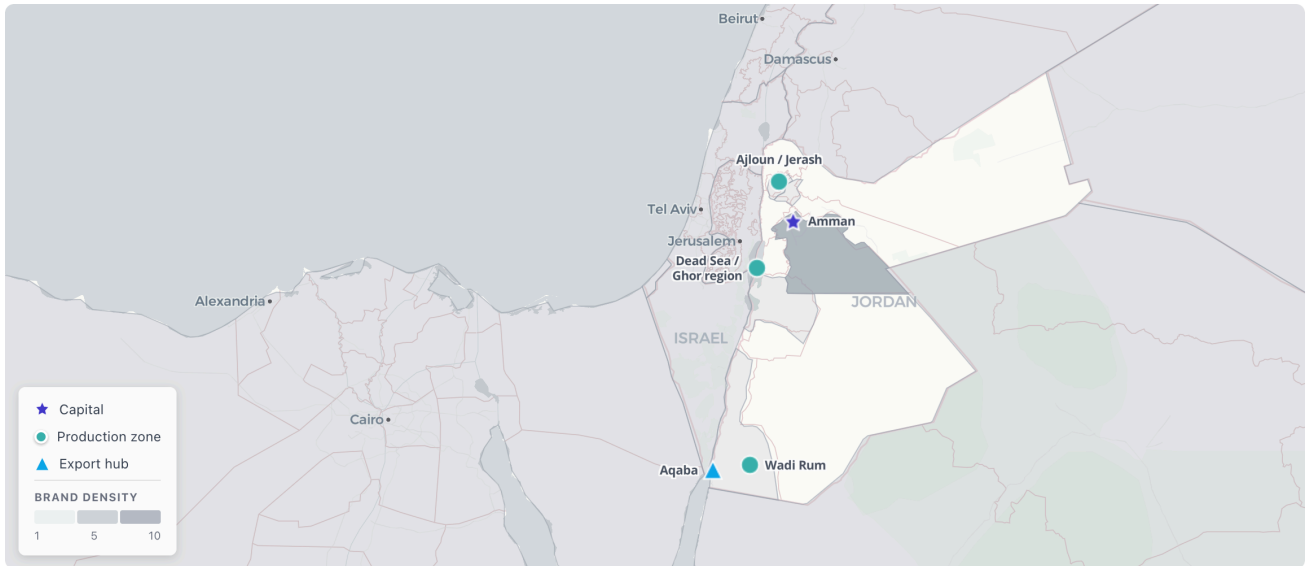 Beirut
Damascus
Ajloun / Jerash
Tel Aviv
Amman
Jerusalem
Dead Sea /
Ghor region
Alexandria
JORDAN
ISRAEL
Cairo
Aqaba
Wadi Rum
Capital
Production zone
Export hub
BRAND DENSITY
1 5 10